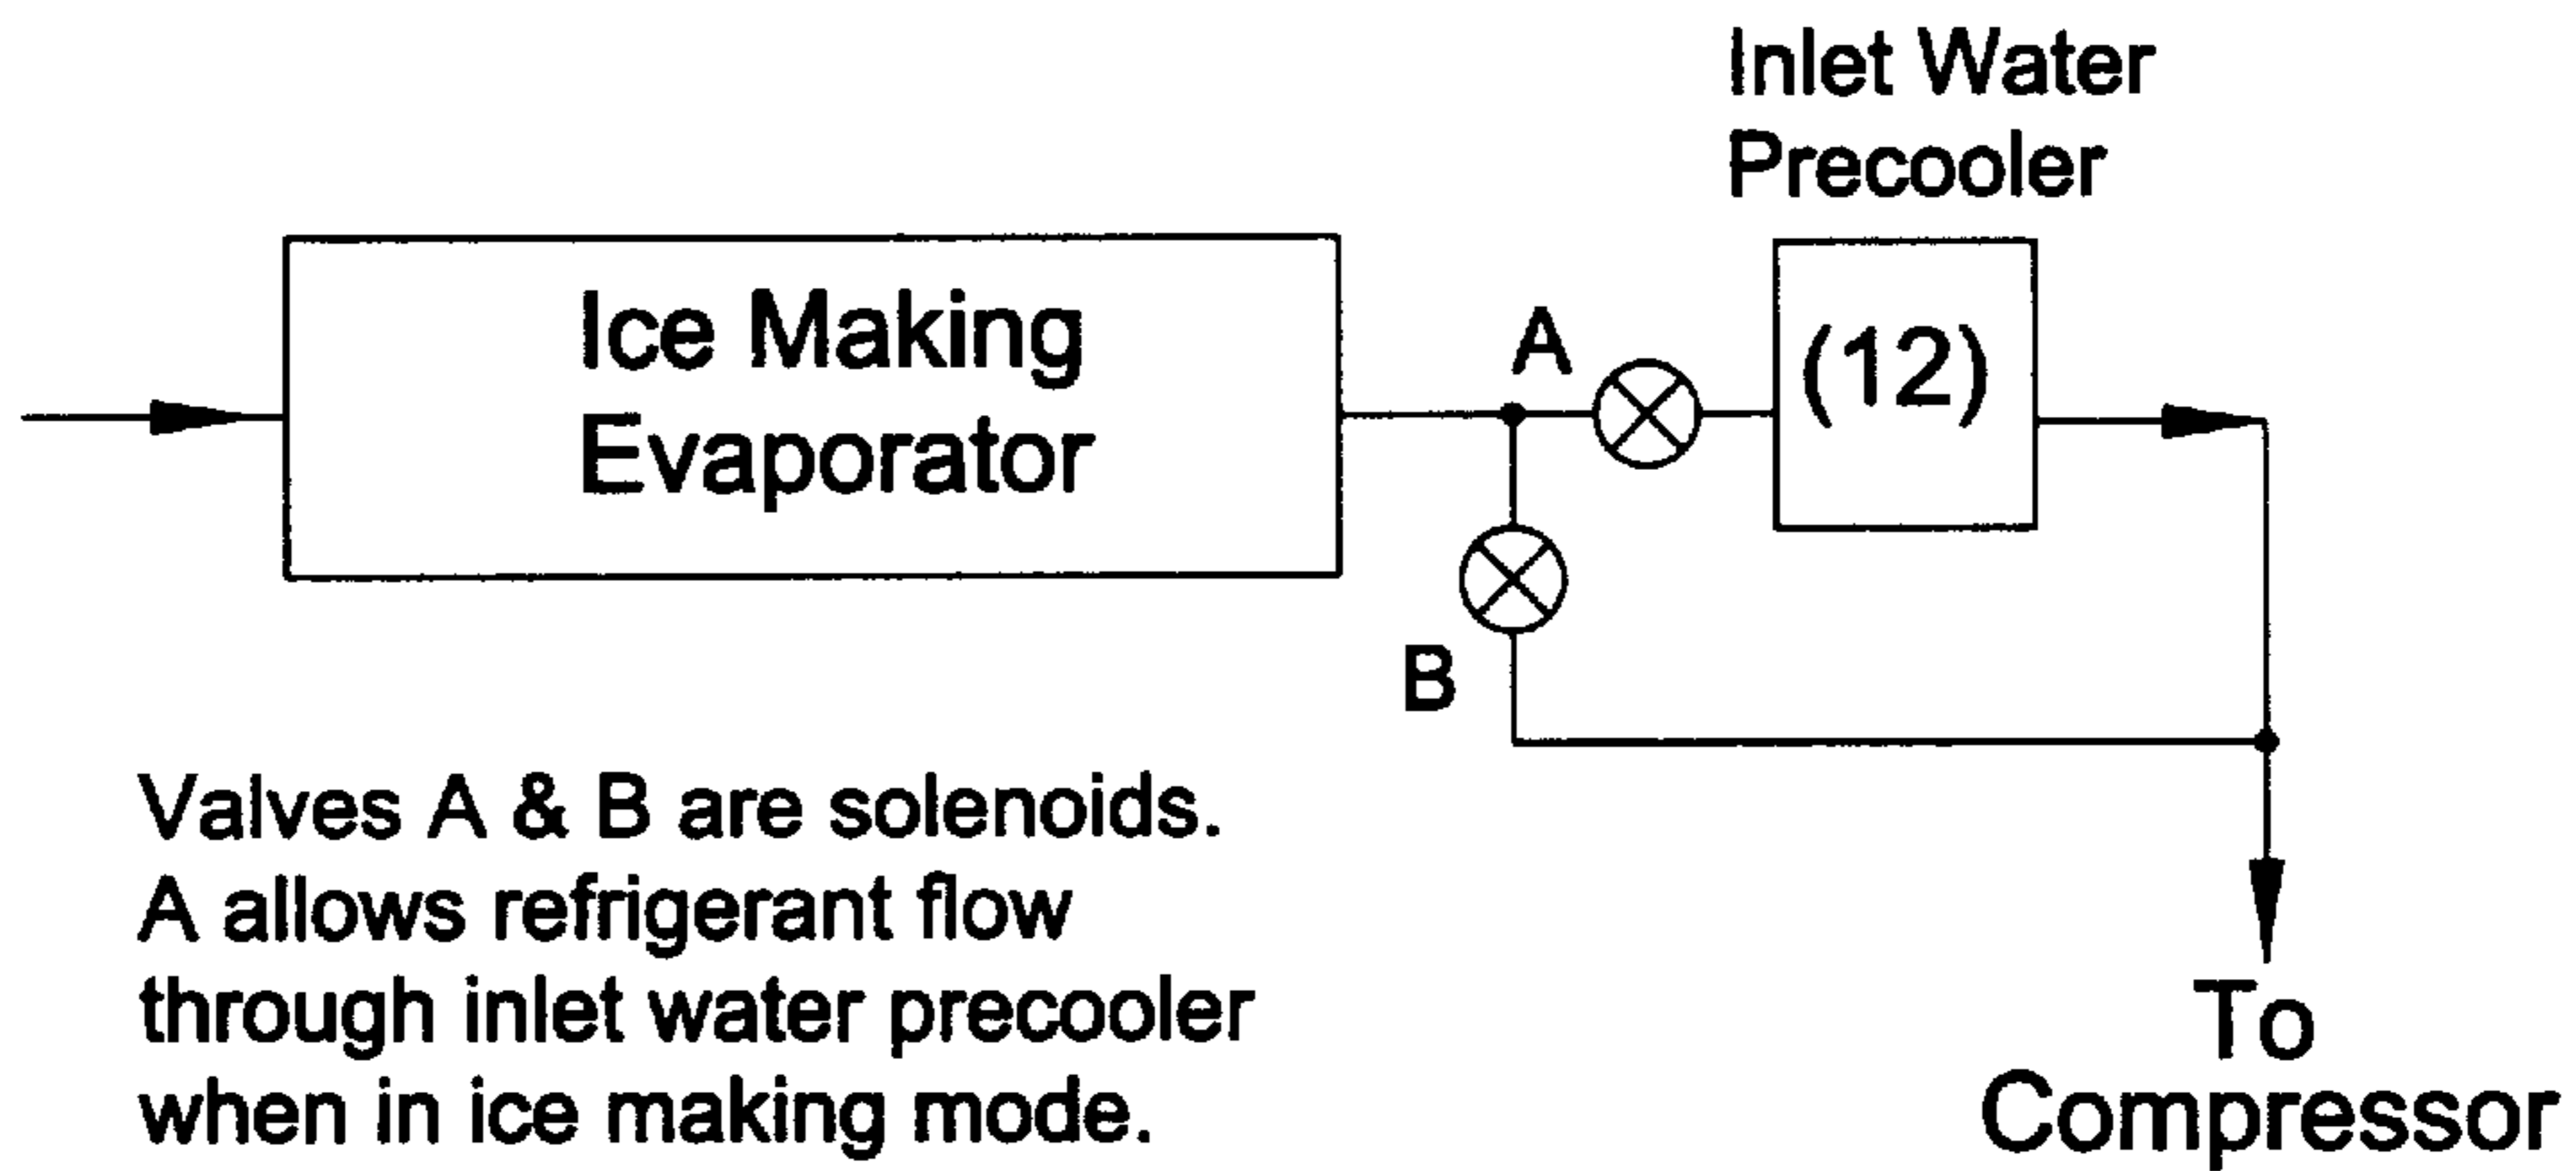 Inlet Water
Precooler
Ice Making
Evaporator
A
(12)
B
Valves A & B are solenoids.
A allows refrigerant flow
through inlet water precooler
when in ice making mode.
To
Compressor